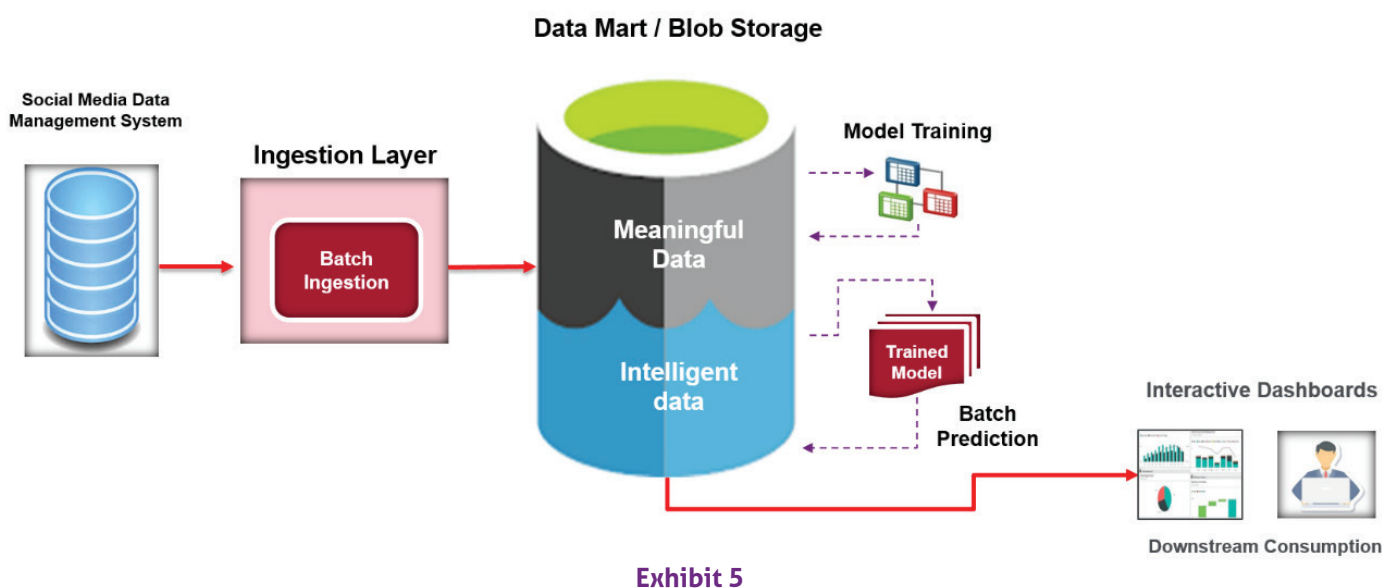 Data Mart / Blob Storage
Social Media Data
Management System
Ingestion Layer
Batch
Ingestion
Meaningful
Data
Intelligent
data
Model Training
Trained
Model
Batch
Prediction
Interactive Dashboards
Downstream Consumption
Exhibit 5